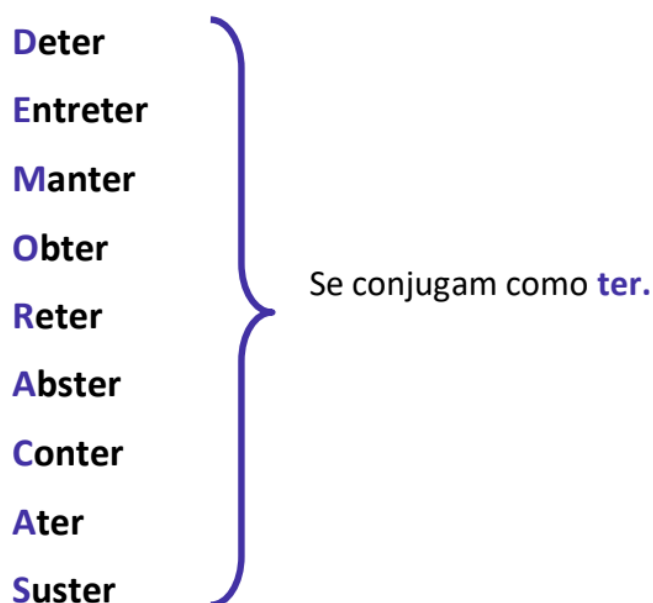 Deter
Entreter
Manter
Obter
Se conjugam como ter.
Reter
Abster
Conter
Ater
Suster